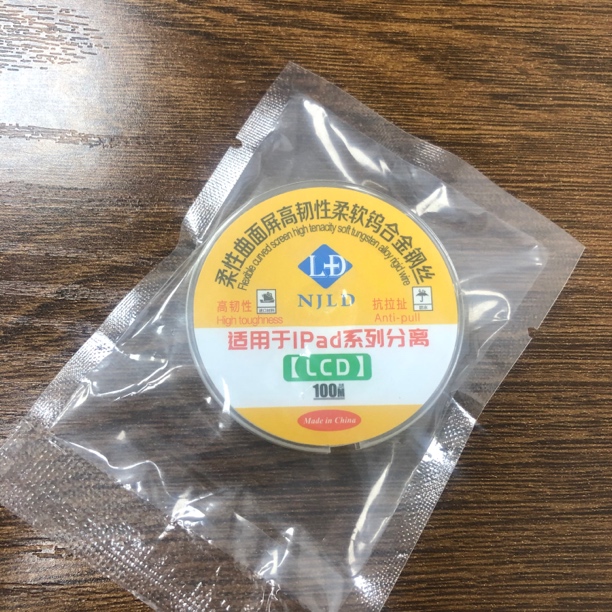 柔性曲面屏高韧性柔软钨合金钢丝
Flexible curved screen high tenacity soft tungsten alloy rigid wire
LD
NJLD
高韧性
High toughness
抗拉扯
Anti-pull
适用于IPad系列分离
【LCD】
100
Made in China